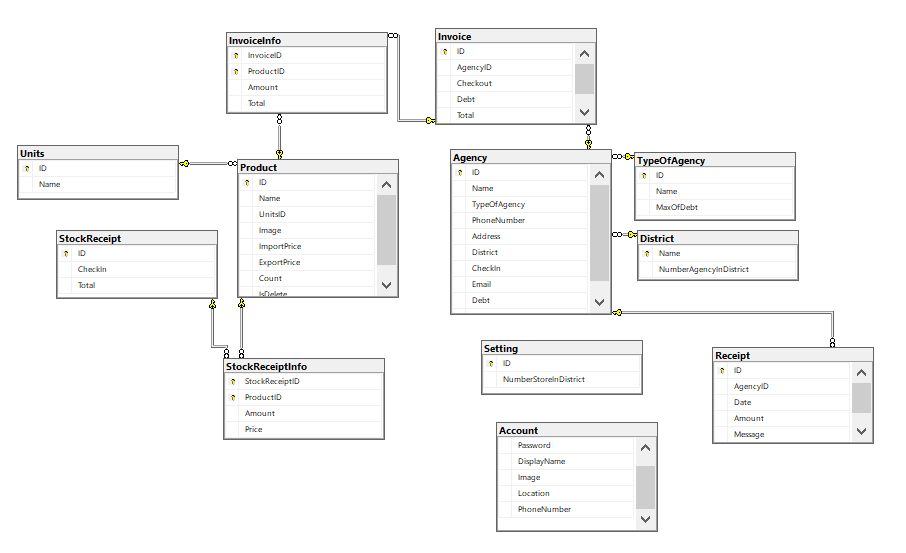 InvoiceInfo
InvoiceID
ProductID
Amount
Total
Invoice
ID
AgencyID
Checkout
Debt
Total
Units
ID
Name
Product
ID
Name
UnitsID
Image
ImportPrice
ExportPrice
Count
IsDelete
Agency
ID
Name
TypeOfAgency
PhoneNumber
Address
District
CheckIn
Email
Debt
TypeOfAgency
ID
Name
MaxOfDebt
StockReceipt
ID
CheckIn
Total
District
Name
NumberAgencyInDistrict
StockReceiptInfo
StockReceiptID
ProductID
Amount
Price
Setting
ID
NumberStoreInDistrict
Receipt
ID
AgencyID
Date
Amount
Message
Account
Password
DisplayName
Image
Location
PhoneNumber